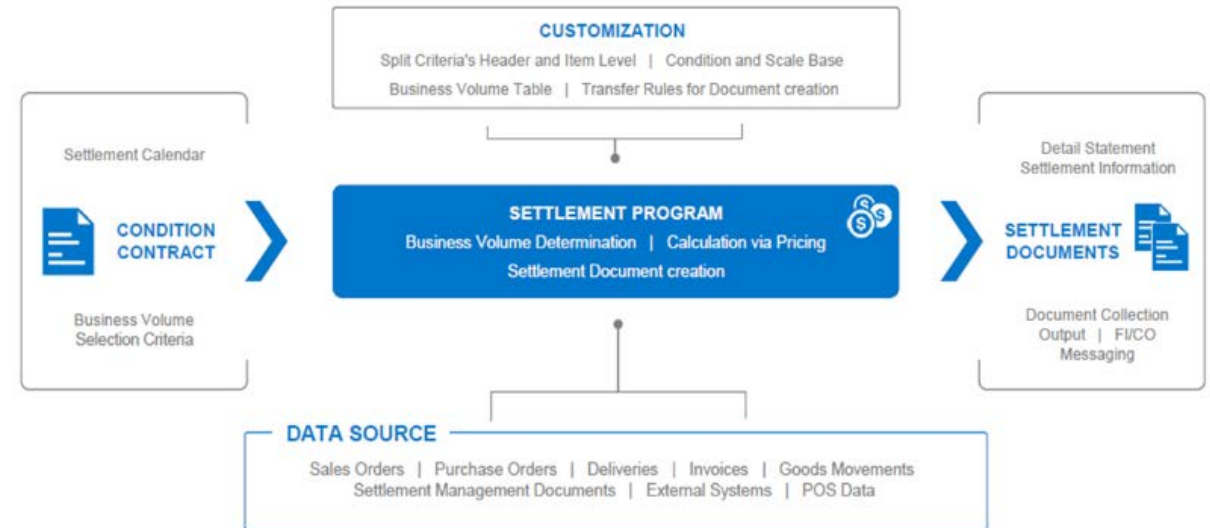 CUSTOMIZATION
Split Criteria's Header and Item Level | Condition and Scale Base
Business Volume Table | Transfer Rules for Document creation
Settlement Calendar
CONDITION
CONTRACT
Business Volume
Selection Criteria
SETTLEMENT PROGRAM
Business Volume Determination | Calculation via Pricing
Settlement Document creation
Detail Statement
Settlement Information
SETTLEMENT
DOCUMENTS
Document Collection
Output | FI/CO
Messaging
DATA SOURCE
Sales Orders | Purchase Orders | Deliveries | Invoices | Goods Movements
Settlement Management Documents | External Systems | POS Data